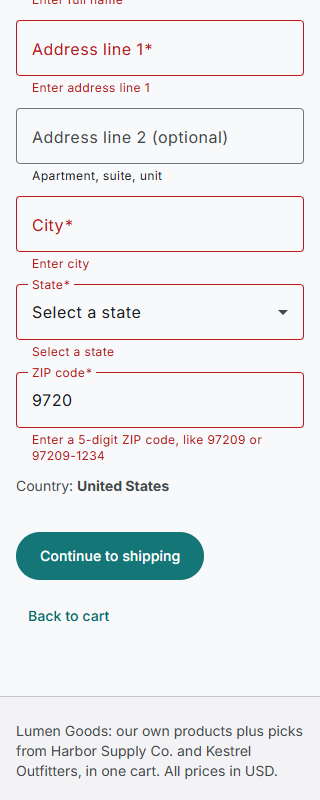 Enter full name
Address line 1*
Enter address line 1
Address line 2 (optional)
Apartment, suite, unit
City*
Enter city
State*
Select a state
Select a state
ZIP code*
9720
Enter a 5-digit ZIP code, like 97209 or
97209-1234
Country: United States
Continue to shipping
Back to cart
Lumen Goods: our own products plus picks
from Harbor Supply Co. and Kestrel
Outfitters, in one cart. All prices in USD.